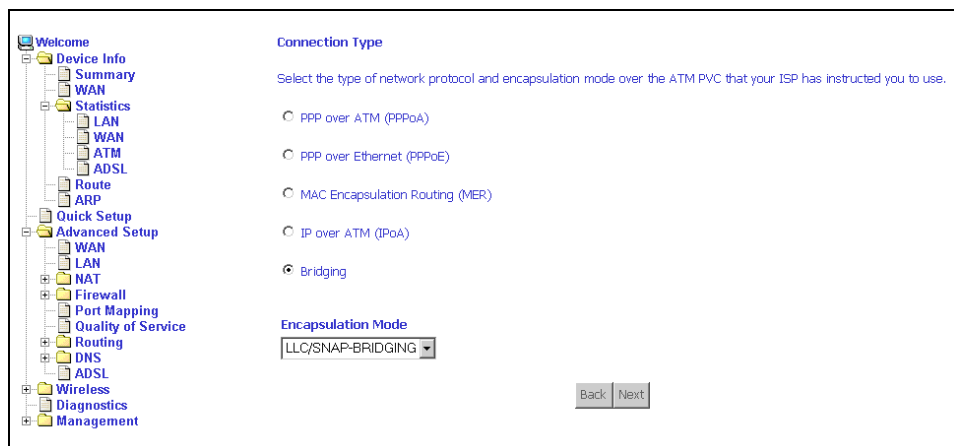 Welcome
Device Info
Summary
WAN
Statistics
LAN
WAN
ATM
ADSL
Route
ARP
Quick Setup
Advanced Setup
WAN
LAN
NAT
Firewall
Port Mapping
Quality of Service
Routing
DNS
ADSL
Wireless
Diagnostics
Management
Connection Type
Select the type of network protocol and encapsulation mode over the ATM PVC that your ISP has instructed you to use.
PPP over ATM (PPPoA)
PPP over Ethernet (PPPoE)
MAC Encapsulation Routing (MER)
IP over ATM (IPoA)
Bridging
Encapsulation Mode
LLC/SNAP-BRIDGING
Back Next